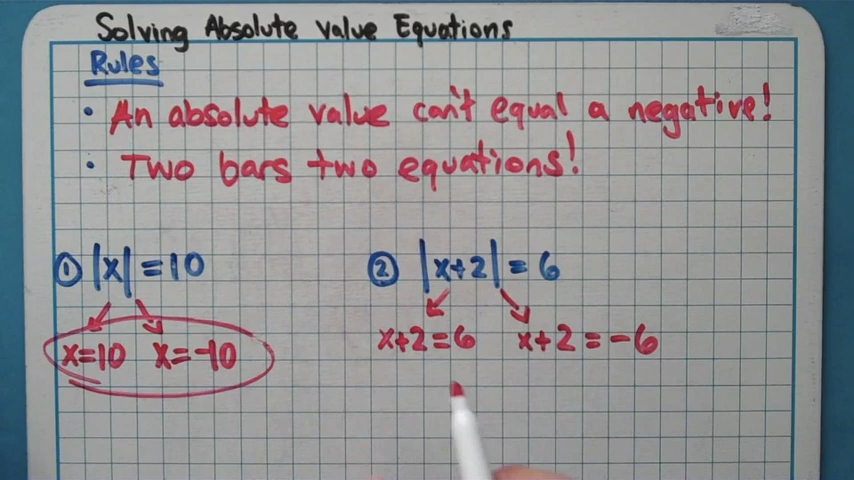 Solving Absolute value Equations
Rules
• An absolute value can't equal a negative!
• Two bars two equations!
① |x| = 10
x=10 x=-10
② |x+2| = 6
x+2=6 x+2=-6